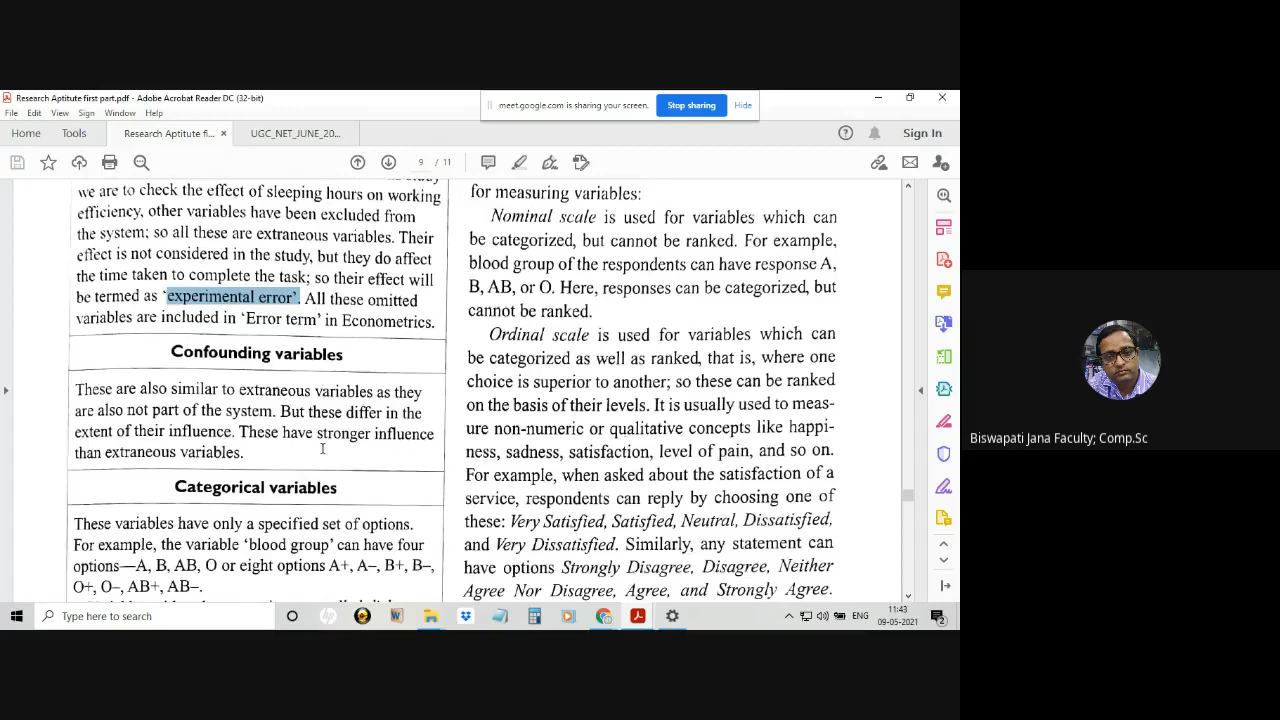 Research Aptitute first part.pdf - Adobe Acrobat Reader DC (32-bit)
meet.google.com is sharing your screen.
Stop sharing
Hide
File Edit View Sign Window Help
Home Tools
Research Aptitute fi... ×
UGC_NET_JUNE_20...
Sign In
9 / 11
we are to check the effect of sleeping hours on working
efficiency, other variables have been excluded from
the system; so all these are extraneous variables. Their
effect is not considered in the study, but they do affect
the time taken to complete the task; so their effect will
be termed as ‘experimental error’. All these omitted
variables are included in ‘Error term’ in Econometrics.
Confounding variables
These are also similar to extraneous variables as they
are also not part of the system. But these differ in the
extent of their influence. These have stronger influence
than extraneous variables.
Categorical variables
These variables have only a specified set of options.
For example, the variable ‘blood group’ can have four
options—A, B, AB, O or eight options A+, A–, B+, B–,
O+, O–, AB+, AB–.
for measuring variables:
Nominal scale is used for variables which can
be categorized, but cannot be ranked. For example,
blood group of the respondents can have response A,
B, AB, or O. Here, responses can be categorized, but
cannot be ranked.
Ordinal scale is used for variables which can
be categorized as well as ranked, that is, where one
choice is superior to another; so these can be ranked
on the basis of their levels. It is usually used to meas-
ure non-numeric or qualitative concepts like happi-
ness, sadness, satisfaction, level of pain, and so on.
For example, when asked about the satisfaction of a
service, respondents can reply by choosing one of
these: Very Satisfied, Satisfied, Neutral, Dissatisfied,
and Very Dissatisfied. Similarly, any statement can
have options Strongly Disagree, Disagree, Neither
Agree Nor Disagree, Agree, and Strongly Agree.
Biswapati Jana Faculty; Comp.Sc
Type here to search
ENG
11:43
09-05-2021
2